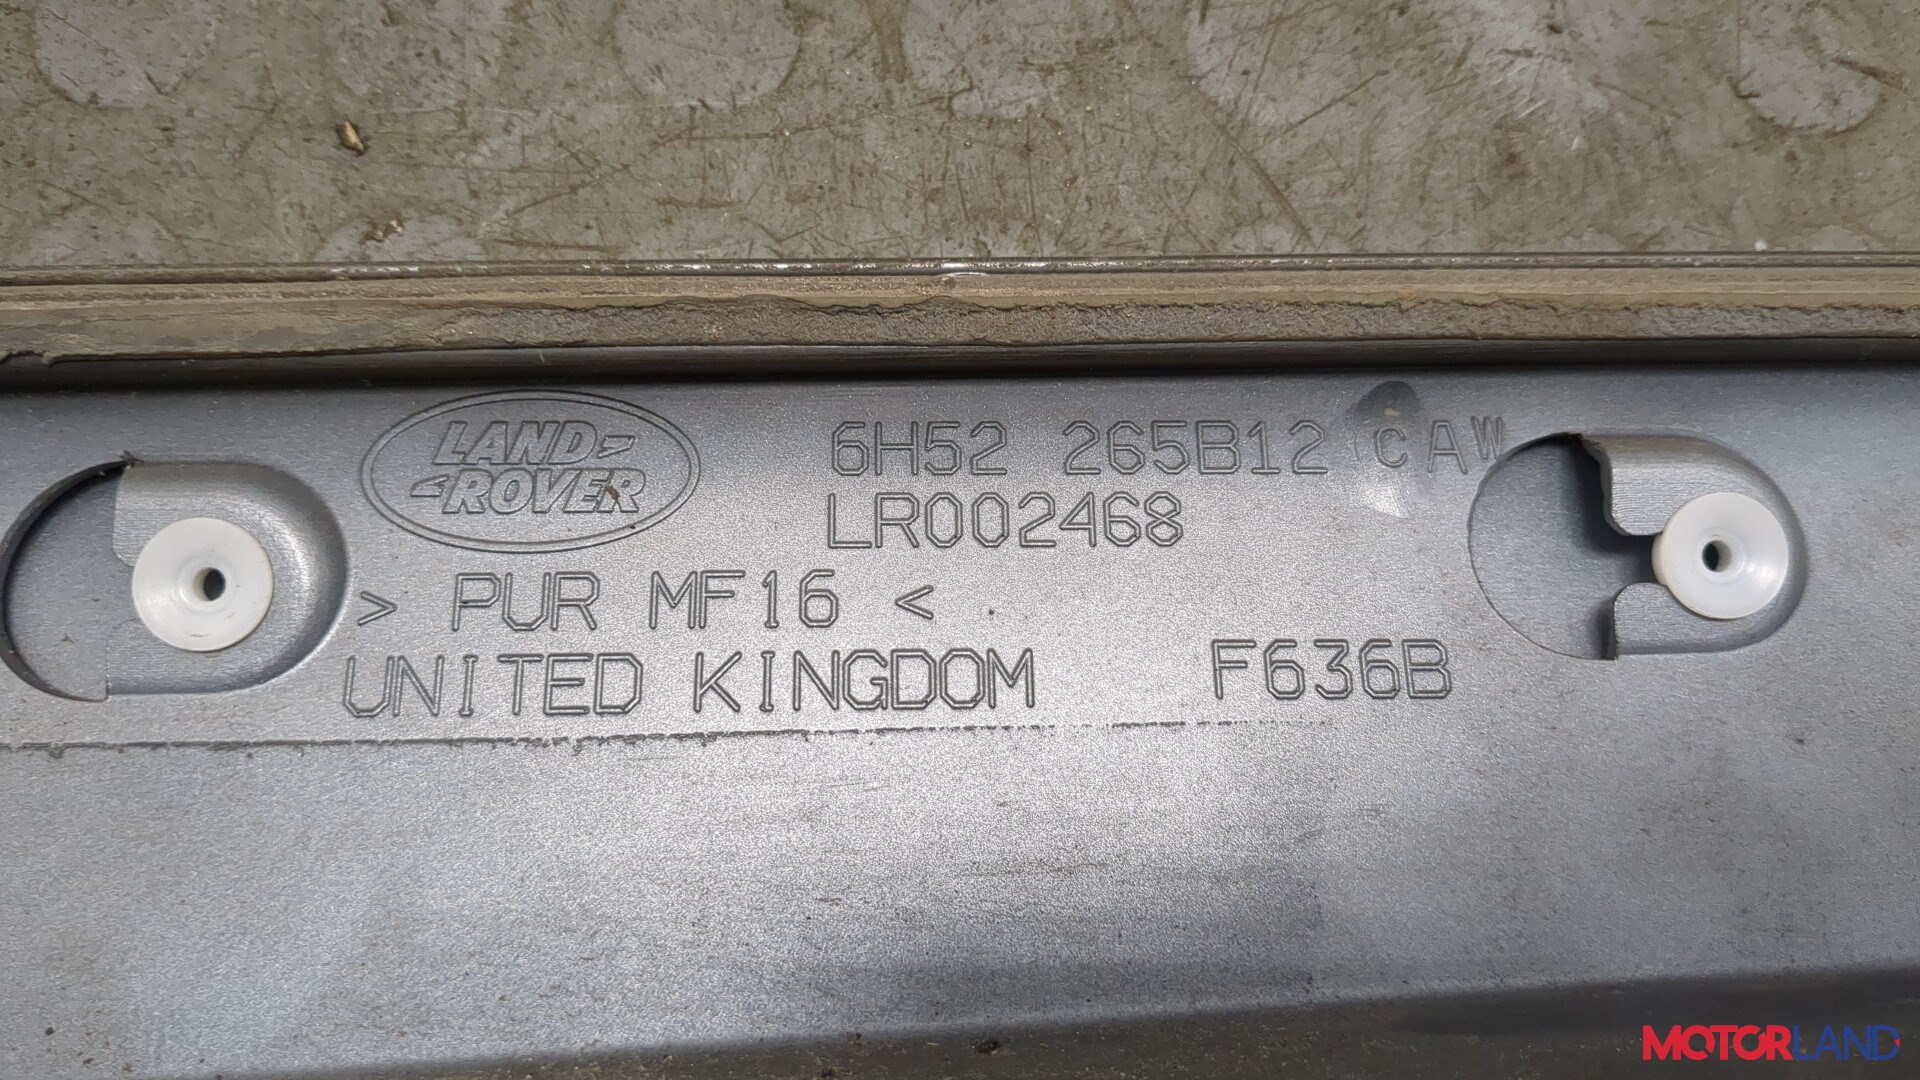 LAND
ROVER
6H52 265B12 CAW
LR002468
> PUR MF16 <
UNITED KINGDOM F636B
MOTORLAND